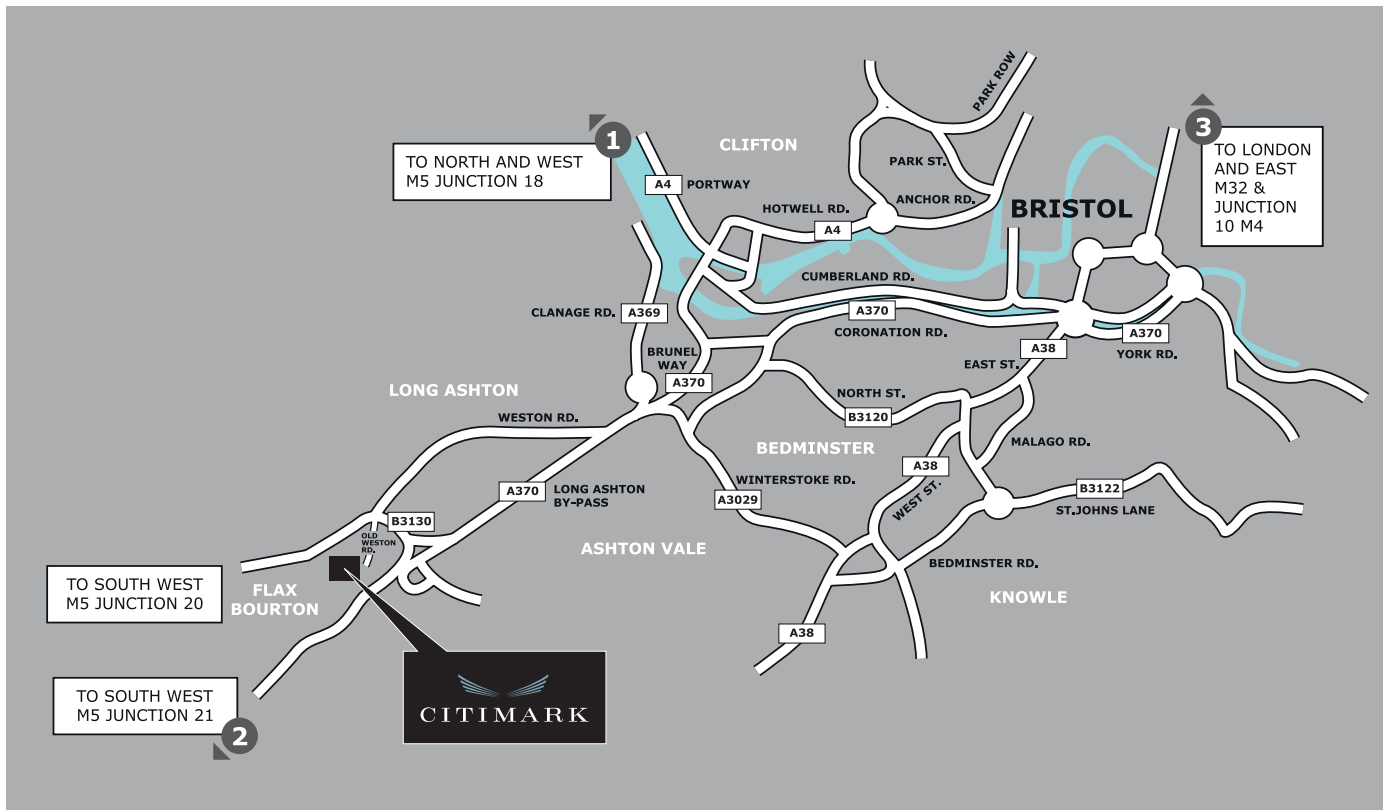 PARK ROW
1
3
CLIFTON
TO NORTH AND WEST
M5 JUNCTION 18
TO LONDON
AND EAST
M32 &
JUNCTION
10 M4
PARK ST.
A4
PORTWAY
ANCHOR RD.
HOTWELL RD.
BRISTOL
A4
CUMBERLAND RD.
CLANAGE RD.
A369
A370
CORONATION RD.
A370
YORK RD.
A38
EAST ST.
BRUNEL
WAY
A370
LONG ASHTON
NORTH ST.
WESTON RD.
B3120
MALAGO RD.
BEDMINSTER
A38
WINTERSTOKE RD.
A3029
WEST ST.
B3122
ST.JOHNS LANE
A370
LONG ASHTON
BY-PASS
B3130
OLD
WESTON
RD.
ASHTON VALE
BEDMINSTER RD.
TO SOUTH WEST
M5 JUNCTION 20
FLAX
BOURTON
KNOWLE
A38
TO SOUTH WEST
M5 JUNCTION 21
2
CITIMARK